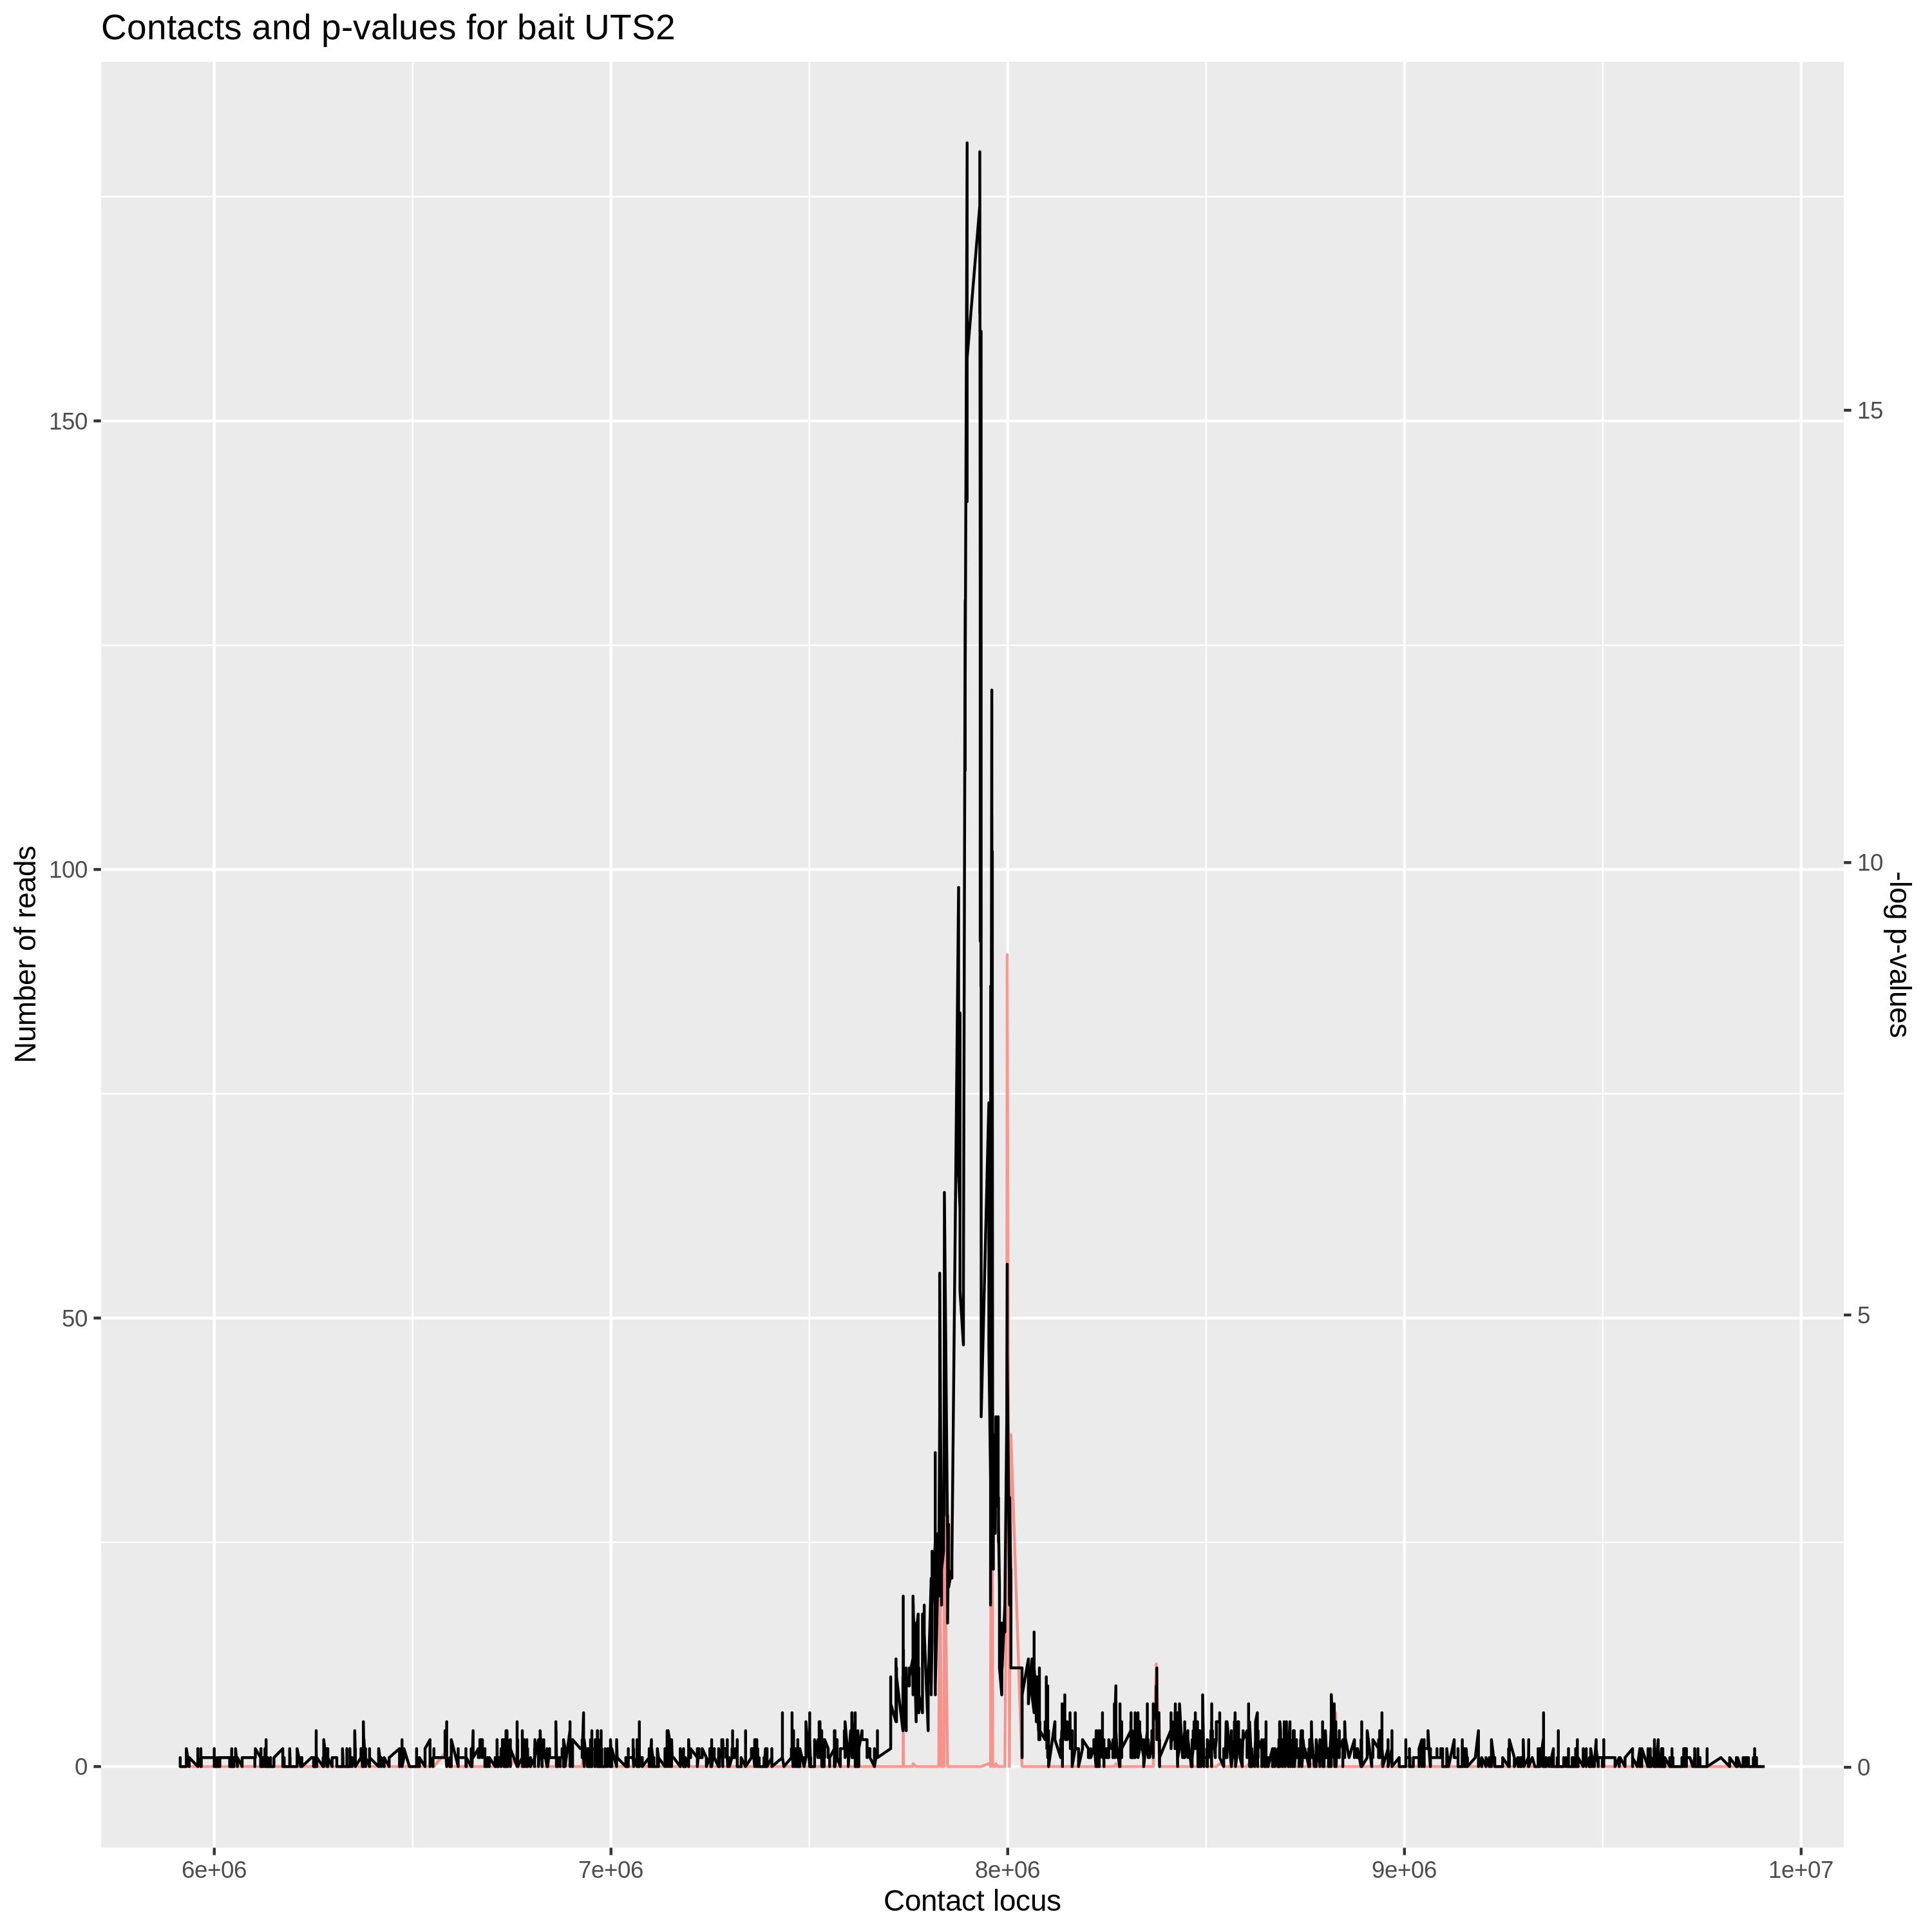 Contacts and p-values for bait UTS2
150
100
50
0
Number of reads
15
10
5
0
-log p-values
6e+06
7e+06
8e+06
9e+06
1e+07
Contact locus